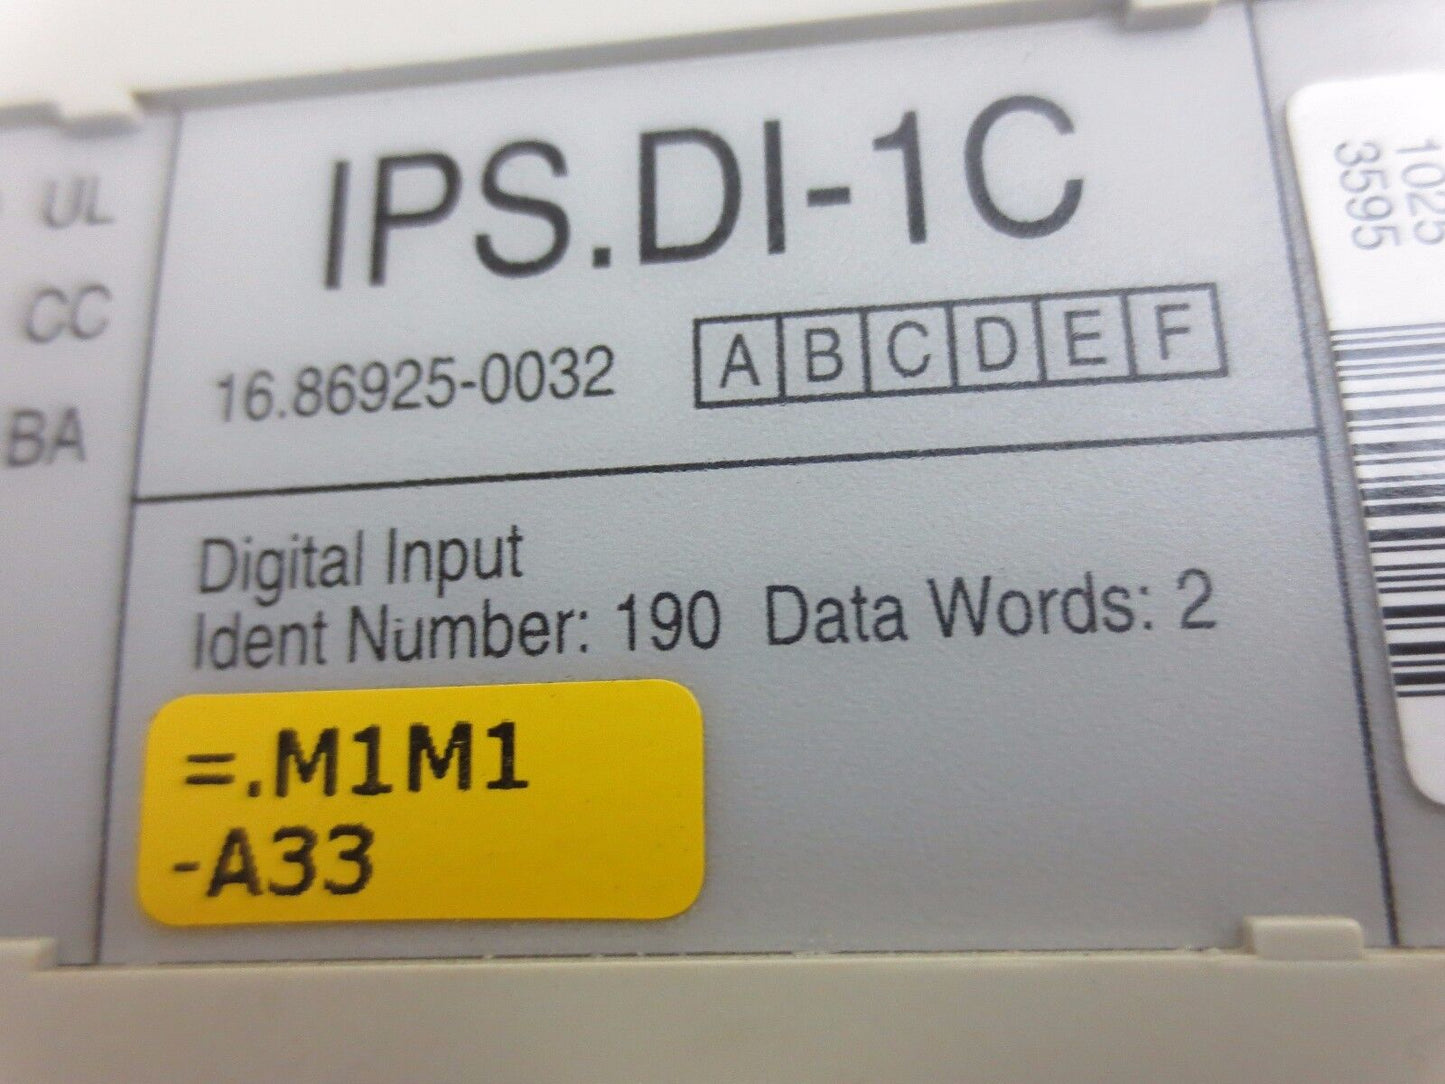 UL
CC
BA
IPS.DI-1C
16.86925-0032
A B C D E F
Digital Input
Ident Number: 190 Data Words: 2
=.M1M1
-A33
1025
3595